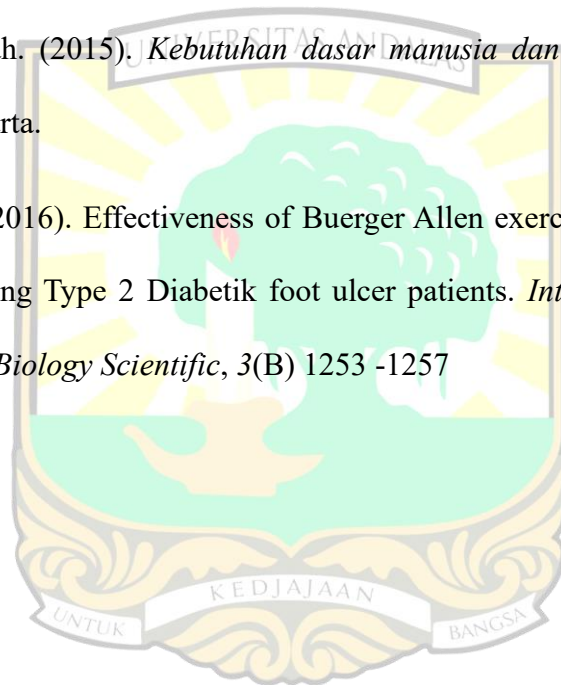 ah. (2015). Kebutuhan dasar manusia dan
UNIVERSITAS ANDALAS
rta.
2016). Effectiveness of Buerger Allen exerc
ng Type 2 Diabetik foot ulcer patients. Int
Biology Scientific, 3(B) 1253 -1257
KEDJAJAAN
UNTUK
BANGSA